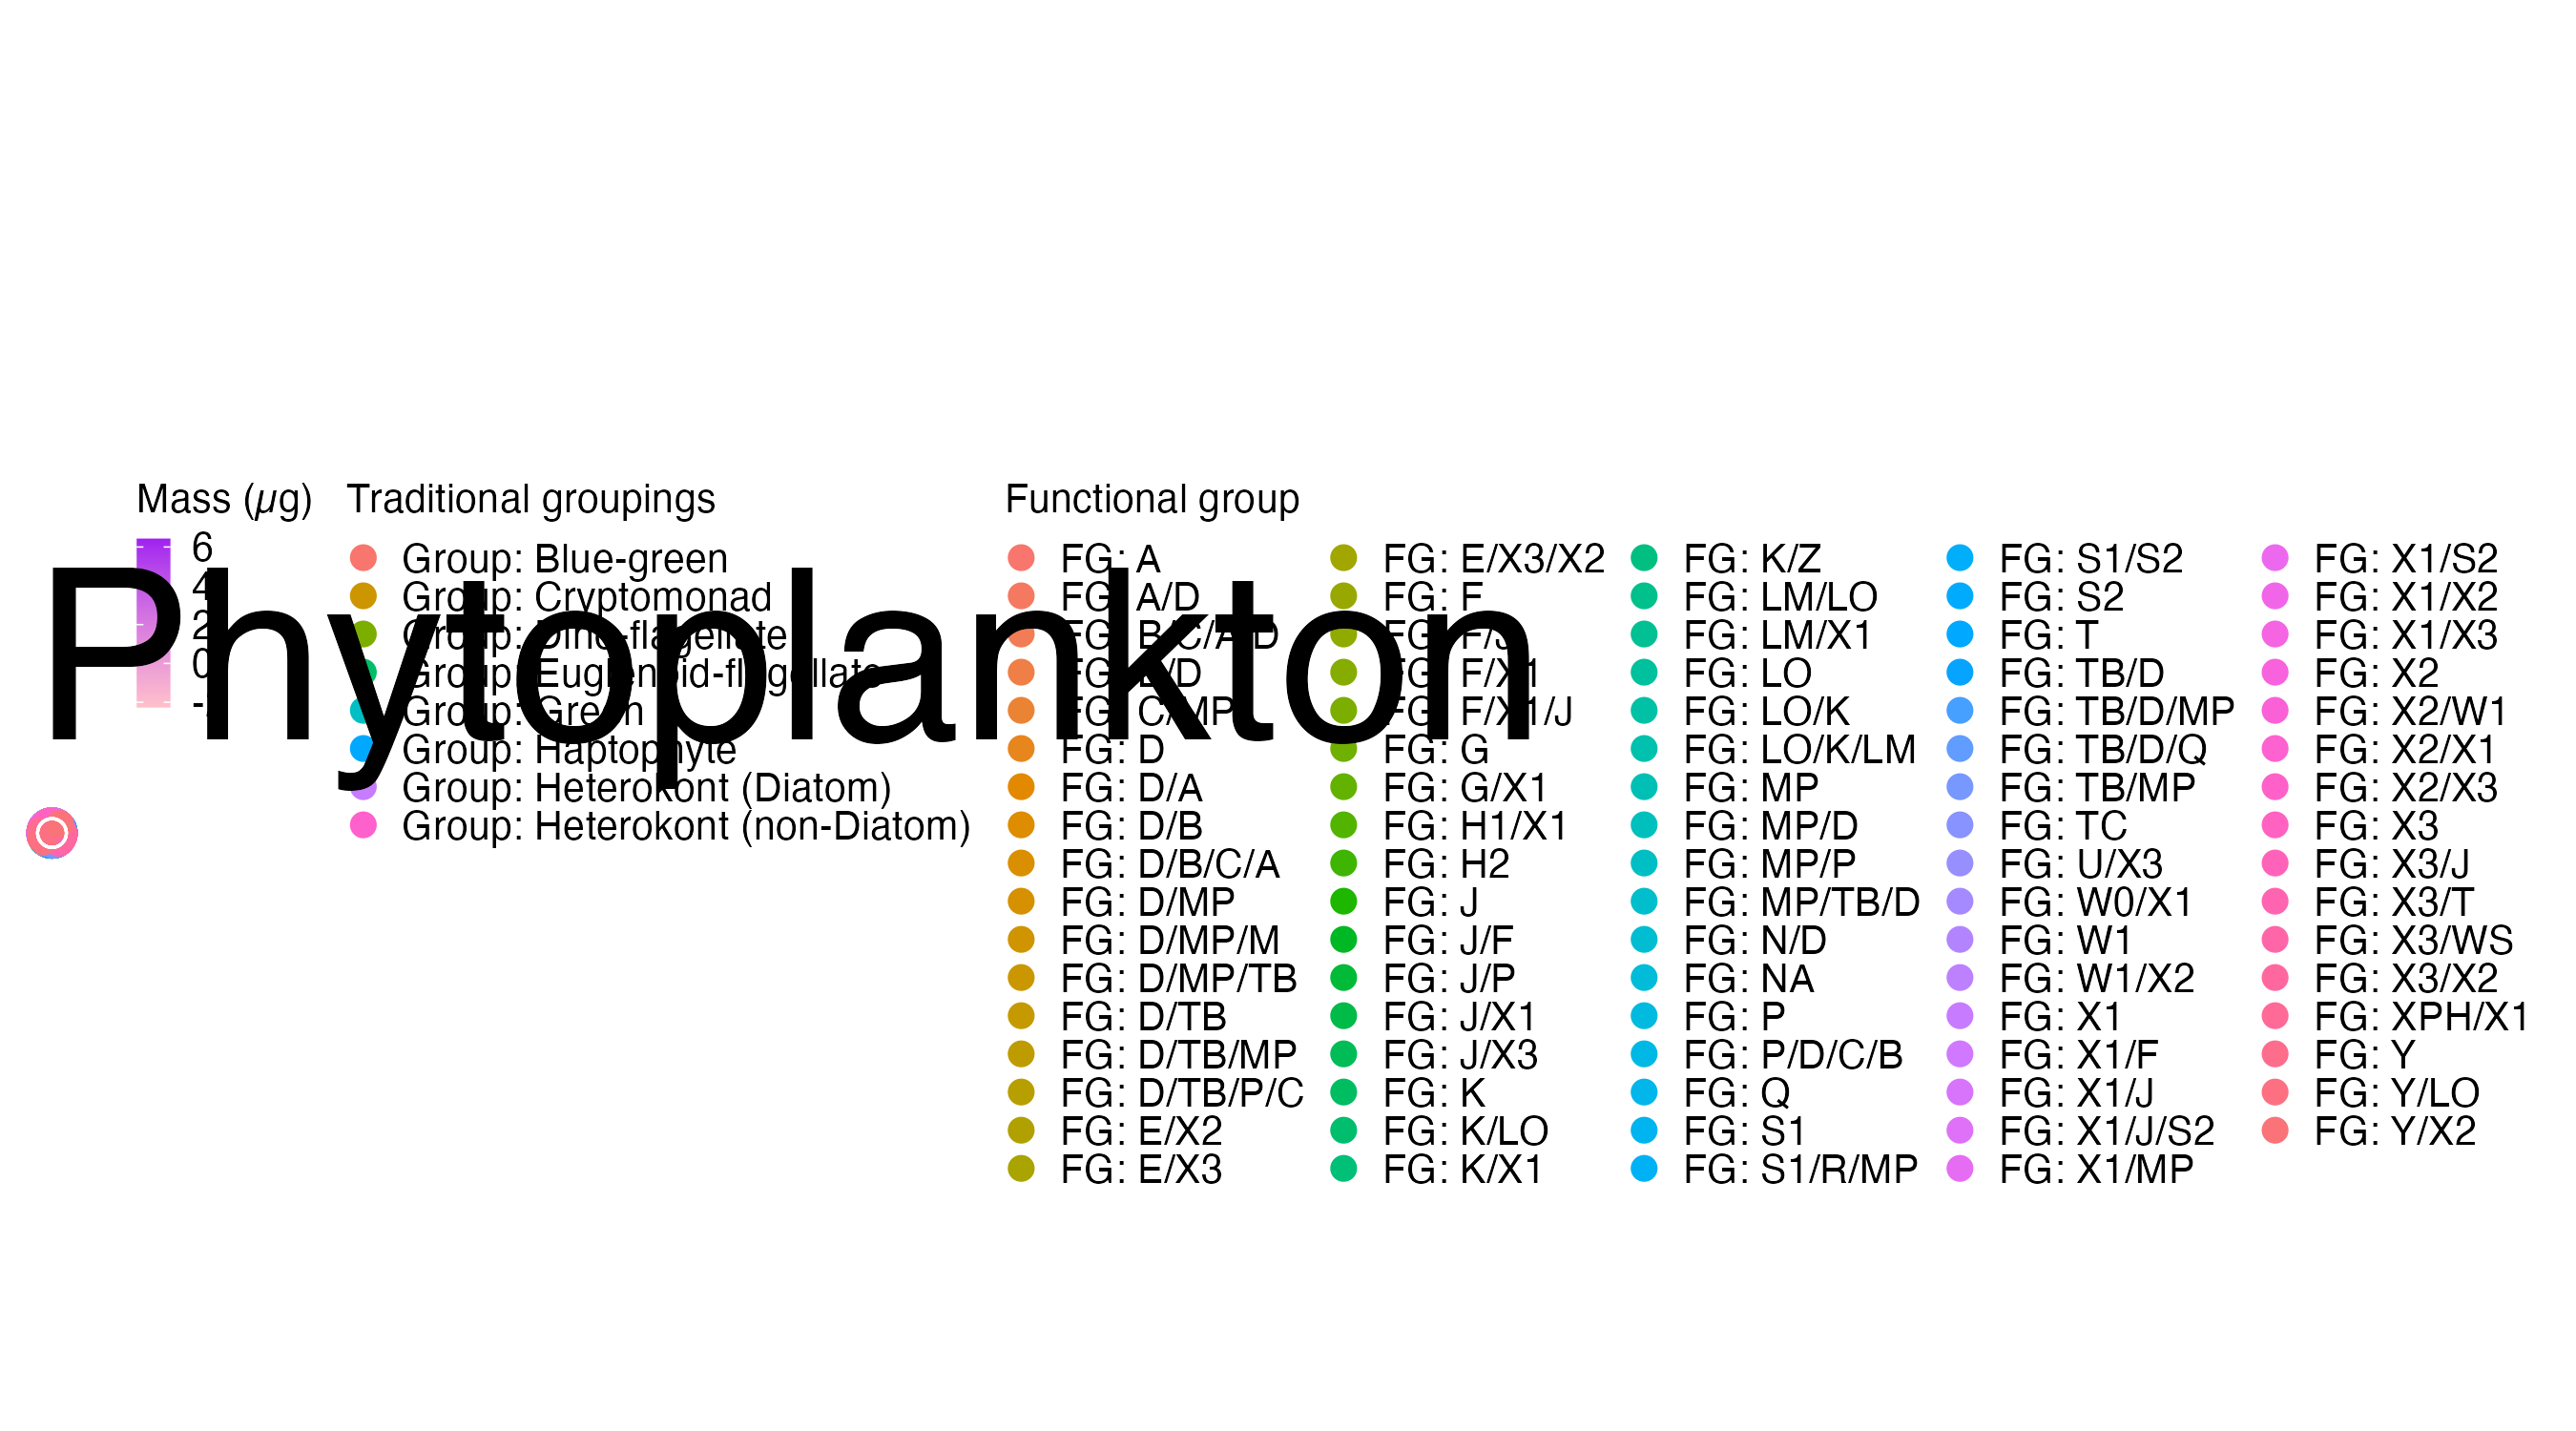 Mass (µg)
6
4
2
0
Traditional groupings
Group: Blue-green
Group: Cryptomonad
Group: Dino-flagellate
Group: Euglenoid-flagellate
Group: Green
Group: Haptophyte
Group: Heterokont (Diatom)
Group: Heterokont (non-Diatom)
Phytoplankton
Functional group
FG: A
FG: A/D
FG: B/C/A/D
FG: C/MP
FG: D
FG: D/A
FG: D/B
FG: D/B/C/A
FG: D/MP
FG: D/MP/M
FG: D/MP/TB
FG: D/TB
FG: D/TB/MP
FG: D/TB/P/C
FG: E/X2
FG: E/X3
FG: E/X3/X2
FG: F
FG: F/J
FG: F/X1
FG: F/X1/J
FG: G
FG: G/X1
FG: H1/X1
FG: H2
FG: J
FG: J/F
FG: J/P
FG: J/X1
FG: J/X3
FG: K
FG: K/LO
FG: K/X1
FG: K/Z
FG: LM/LO
FG: LM/X1
FG: LO
FG: LO/K
FG: LO/K/LM
FG: MP
FG: MP/D
FG: MP/P
FG: MP/TB/D
FG: N/D
FG: NA
FG: P
FG: P/D/C/B
FG: Q
FG: S1
FG: S1/R/MP
FG: S1/S2
FG: S2
FG: T
FG: TB/D
FG: TB/D/MP
FG: TB/D/Q
FG: TB/MP
FG: TC
FG: U/X3
FG: W0/X1
FG: W1
FG: W1/X2
FG: X1
FG: X1/F
FG: X1/J
FG: X1/J/S2
FG: X1/MP
FG: X1/S2
FG: X1/X2
FG: X1/X3
FG: X2
FG: X2/W1
FG: X2/X1
FG: X2/X3
FG: X3
FG: X3/J
FG: X3/T
FG: X3/WS
FG: X3/X2
FG: XPH/X1
FG: Y
FG: Y/LO
FG: Y/X2